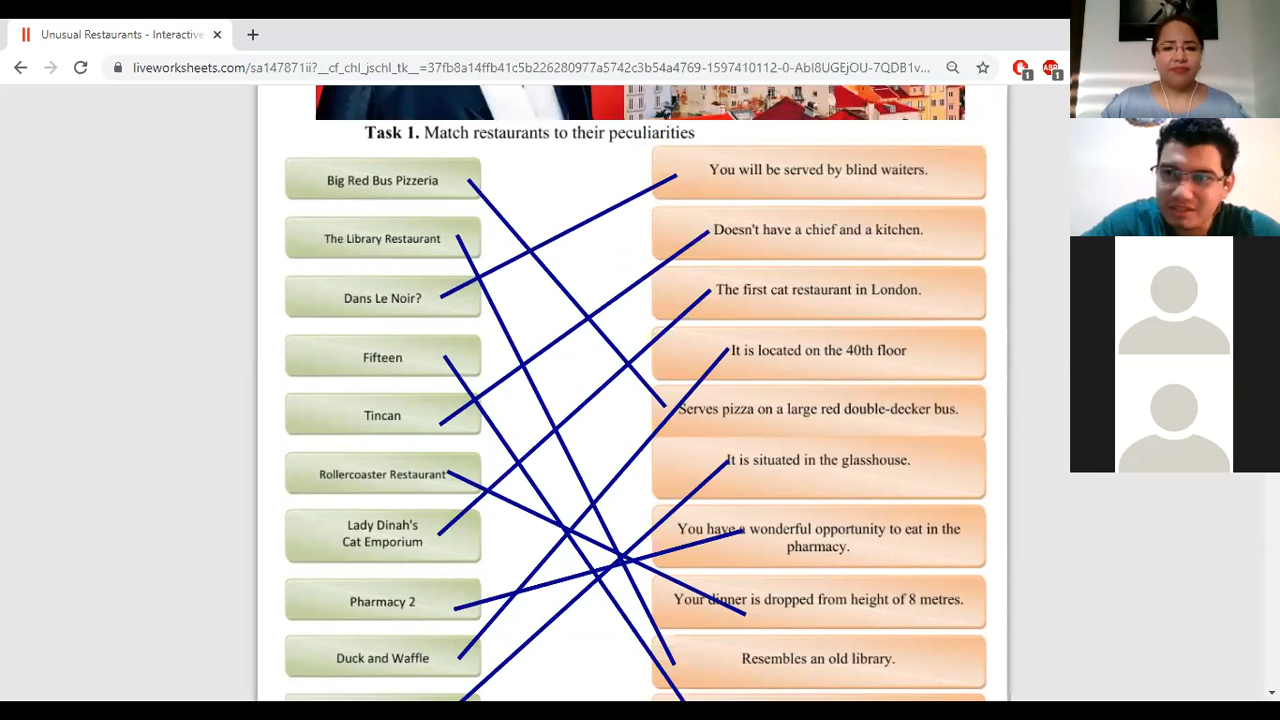 Unusual Restaurants - Interactive
liveworksheets.com/sa147871ii?__cf_chl_jschl_tk__=37fb8
ABP
1
1
Task 1. Match restaurants to their peculiarities
Big Red Bus Pizzeria
You will be served by blind waiters.
The Library Restaurant
Doesn't have a chief and a kitchen.
Dans Le Noir?
The first cat restaurant in London.
Fifteen
It is located on the 40th floor
Tincan
Serves pizza on a large red double-decker bus.
Rollercoaster Restaurant
It is situated in the glasshouse.
Lady Dinah's
Cat Emporium
You have a wonderful opportunity to eat in the
pharmacy.
Pharmacy 2
Your dinner is dropped from height of 8 metres.
Duck and Waffle
Resembles an old library.